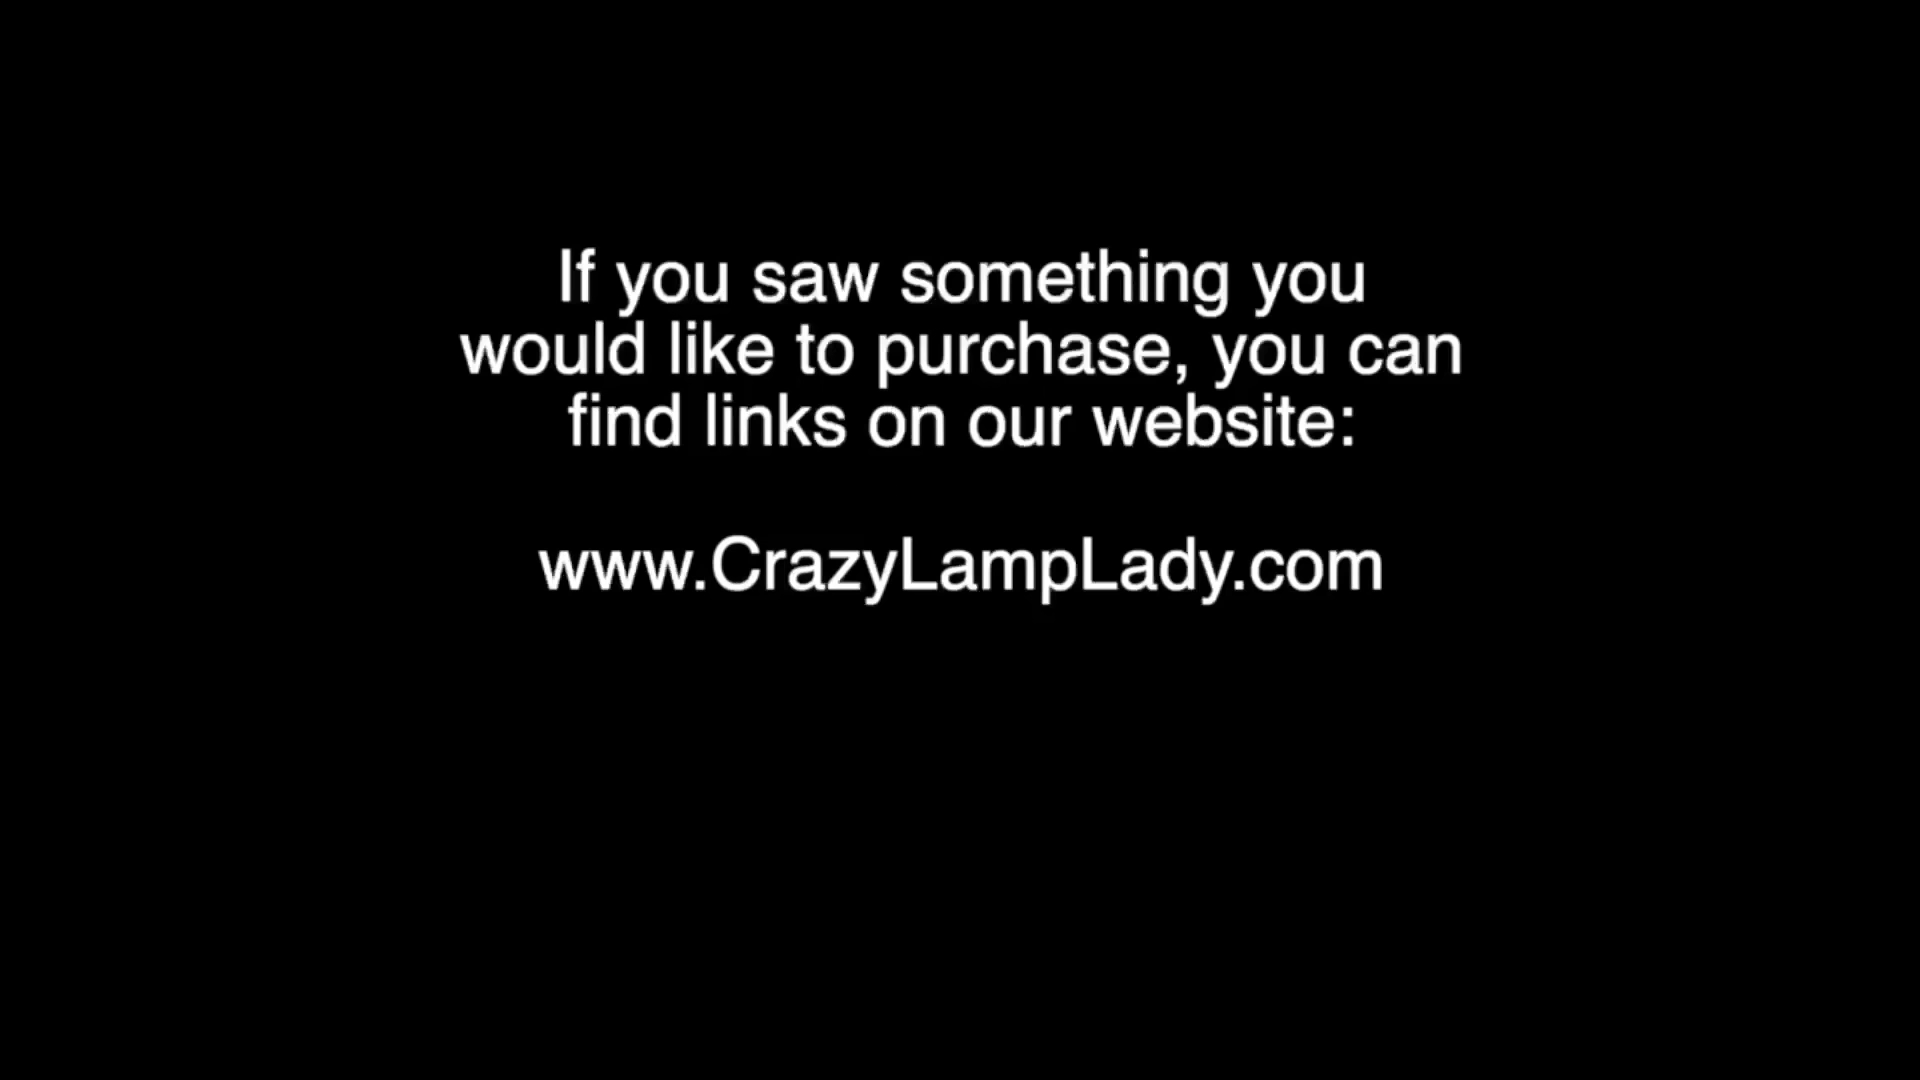 If you saw something you
would like to purchase, you can
find links on our website:
www.CrazyLampLady.com